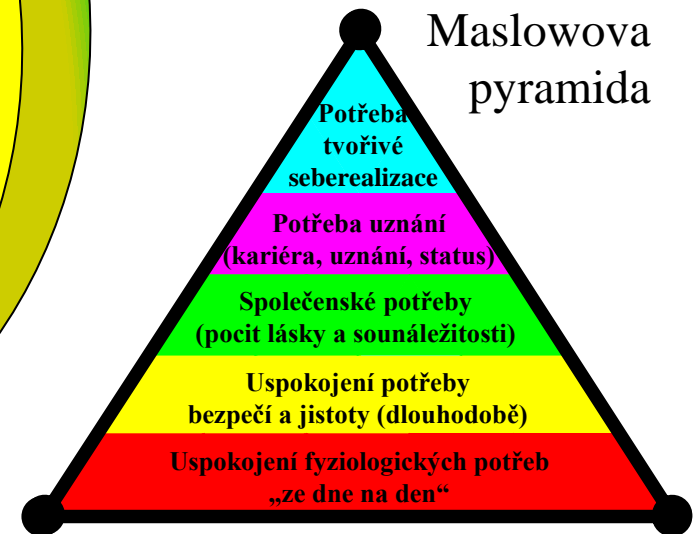 Maslowova
pyramida
Potřeba
tvořivé
seberealizace
Potřeba uznání
(kariéra, uznání, status)
Společenské potřeby
(pocit lásky a sounáležitosti)
Uspokojení potřeby
bezpečí a jistoty (dlouhodobě)
Uspokojení fyziologických potřeb
„ze dne na den“